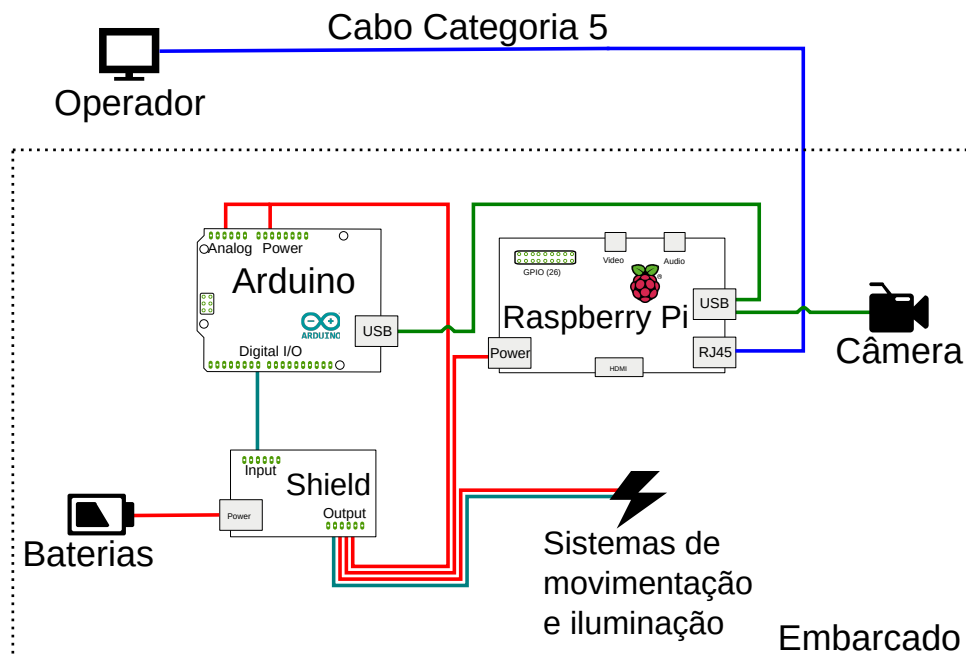 Cabo Categoria 5
Operador
Analog
Power
Arduino
ARDUINO
USB
Digital I/O
Video
Audio
GPIO (26)
®
Raspberry Pi
USB
Power
RJ45
HDMI
Câmera
Input
Shield
Power
Output
Baterias
Sistemas de
movimentação
e iluminação
Embarcado